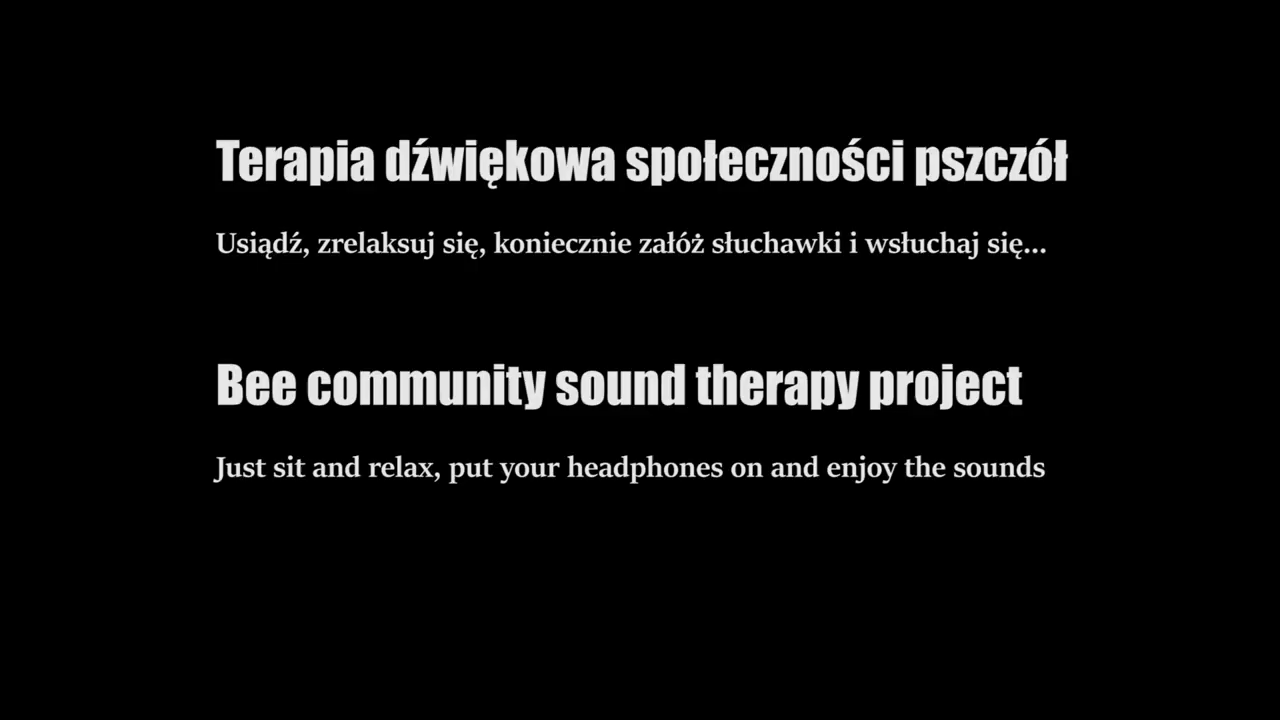 Terapia dźwiękowa społeczności pszczół
Usiądź, zrelaksuj się, koniecznie załóż słuchawki i wsłuchaj się...
Bee community sound therapy project
Just sit and relax, put your headphones on and enjoy the sounds